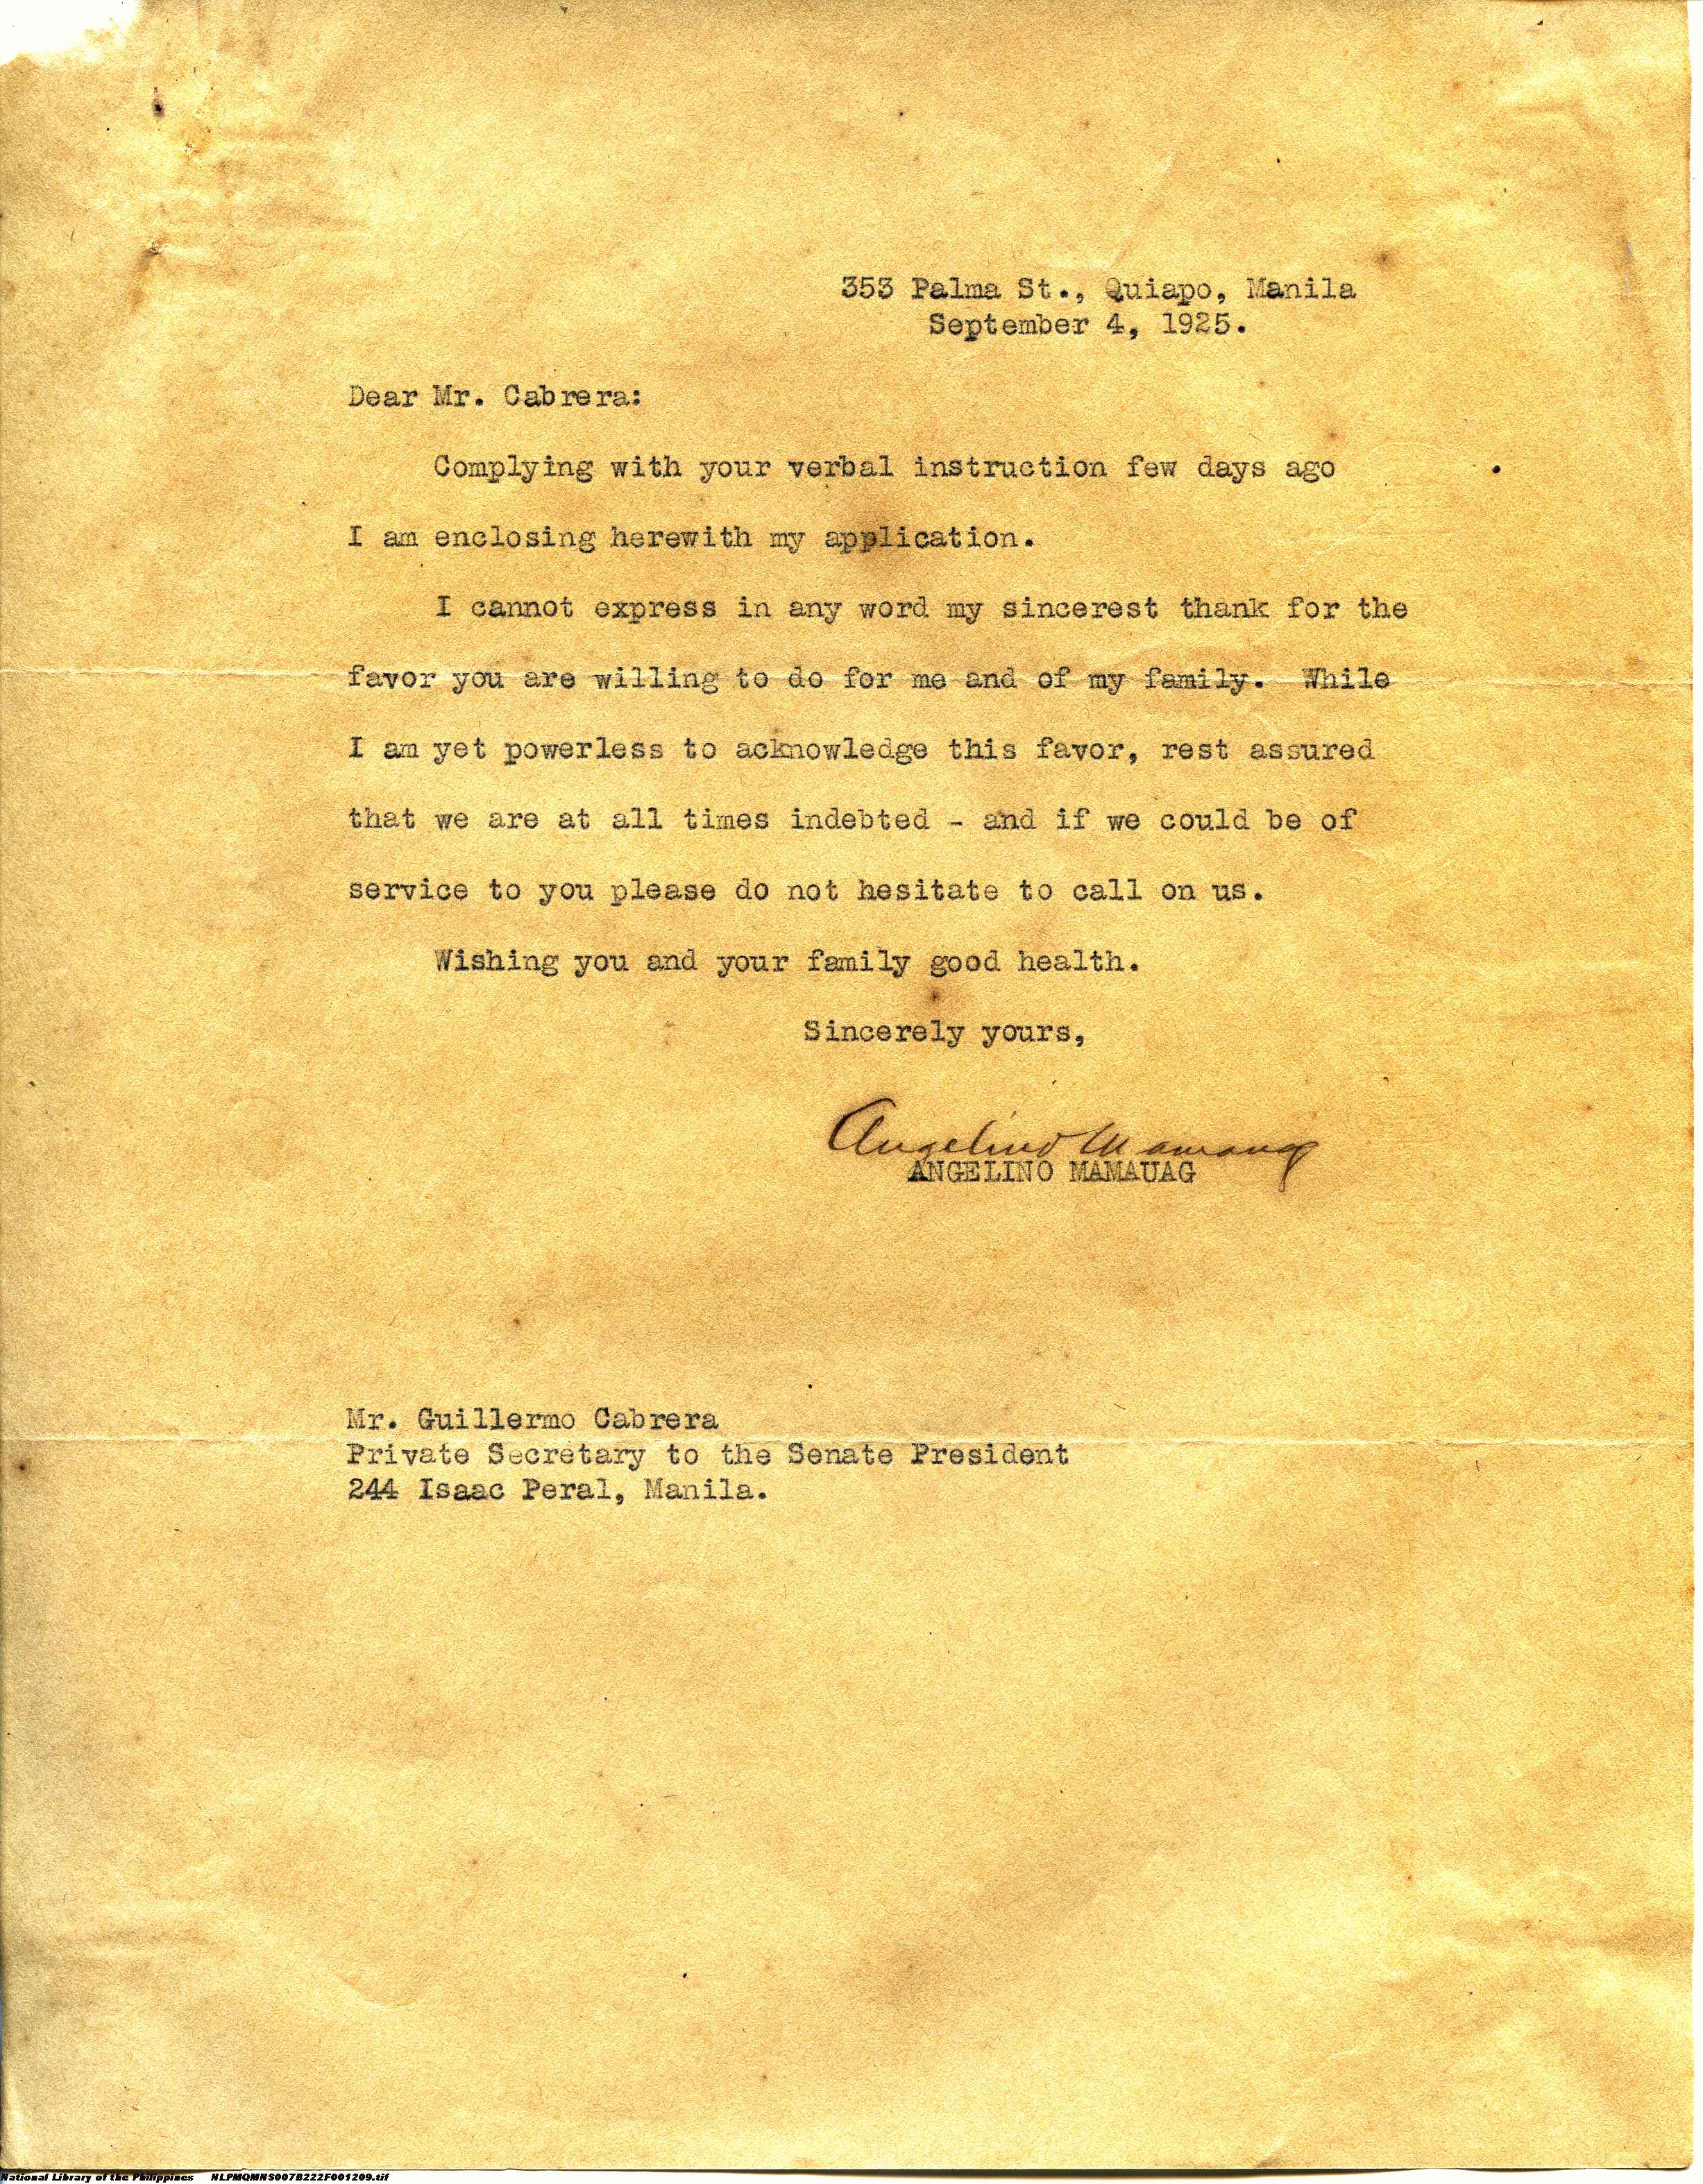 353 Palma St., Quiapo, Manila
September 4, 1925.
Dear Mr. Cabrera:
Complying with your verbal instruction few days ago
I am enclosing herewith my application.
I cannot express in any word my sincerest thank for the
favor you are willing to do for me and of my family. While
I am yet powerless to acknowledge this favor, rest assured
that we are at all times indebted - and if we could be of
service to you please do not hesitate to call on us.
Wishing you and your family good health.
Sincerely yours,
Angelino Mamauag
ANGELINO MAMAUAG
Mr. Guillermo Cabrera
Private Secretary to the Senate President
244 Isaac Peral, Manila.
National Library of the Philippines NLPMQMNS007B222F001209.tif